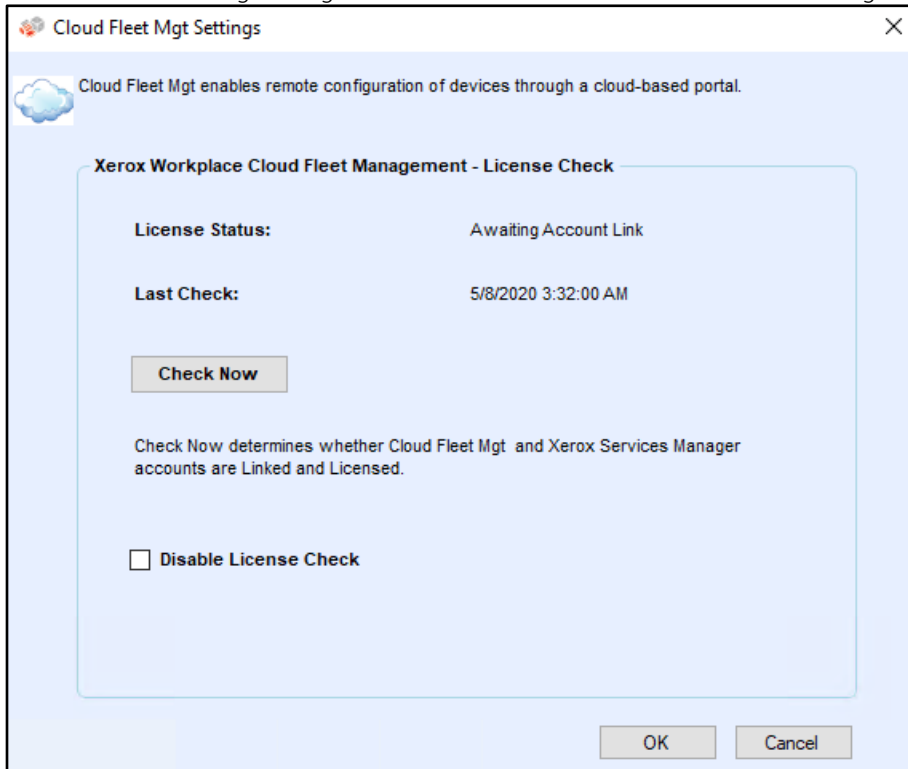 Cloud Fleet Mgt Settings
Cloud Fleet Mgt enables remote configuration of devices through a cloud-based portal.
Xerox Workplace Cloud Fleet Management - License Check
License Status: Awaiting Account Link
Last Check: 5/8/2020 3:32:00 AM
Check Now
Check Now determines whether Cloud Fleet Mgt and Xerox Services Manager
accounts are Linked and Licensed.
Disable License Check
OK Cancel